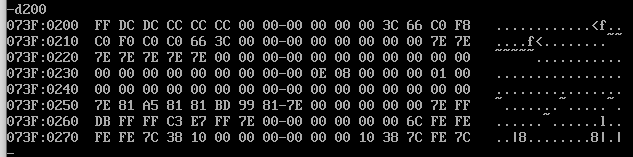 -d200
073F:0200 FF DC DC CC CC CC CC 00 00-00 00 00 00 3C 66 C0 F8 .............<f..
073F:0210 C0 F0 C0 C0 66 3C 00 00-00 00 00 00 00 00 7E 7E ....f<........~~
073F:0220 7E 7E 7E 7E 7E 00 00 00-00 00 00 00 00 00 00 00 ~~~~~...........
073F:0230 00 00 00 00 00 00 00 00-0E 08 00 00 00 00 01 00 ................
073F:0240 00 00 00 00 00 00 00 00-00 00 00 00 00 00 00 00 ................
073F:0250 7E 81 A5 81 81 BD 99 81-7E 00 00 00 00 00 7E FF ~.......~.....~.
073F:0260 DB FF FF C3 E7 FF 7E 00-00 00 00 00 00 6C FE FE ......~......l..
073F:0270 FE FE 7C 38 10 00 00 00-00 00 00 10 38 7C FE 7C ..|8........8|.|
-